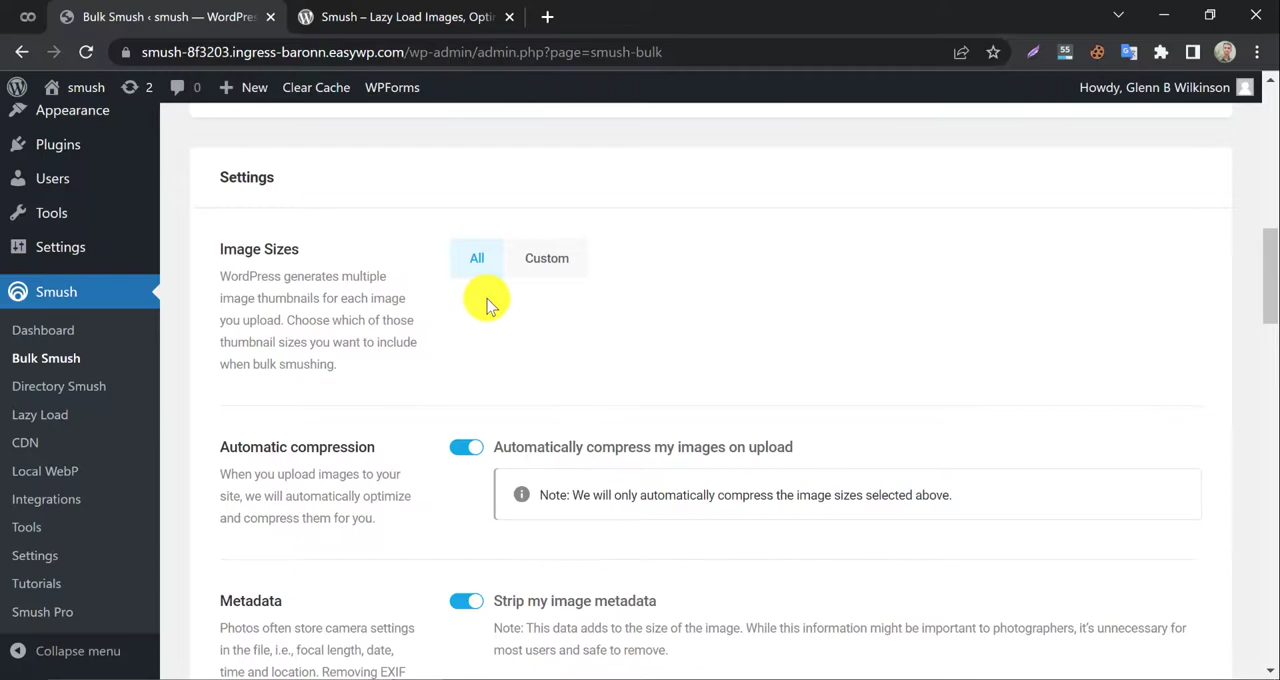 Bulk Smush ‹ smush — WordPres
Smush – Lazy Load Images, Opti
smush-8f3203.ingress-baronn.easywp.com/wp-admin/admin.php?page=smush-bulk
55
smush
2
0
New
Clear Cache
WPForms
Howdy, Glenn B Wilkinson
Appearance
Plugins
Users
Tools
Settings
Smush
Dashboard
Bulk Smush
Directory Smush
Lazy Load
CDN
Local WebP
Integrations
Tools
Settings
Tutorials
Smush Pro
Collapse menu
Settings
Image Sizes
WordPress generates multiple
image thumbnails for each image
you upload. Choose which of those
thumbnail sizes you want to include
when bulk smushing.
All
Custom
Automatic compression
When you upload images to your
site, we will automatically optimize
and compress them for you.
Automatically compress my images on upload
Note: We will only automatically compress the image sizes selected above.
Metadata
Photos often store camera settings
in the file, i.e., focal length, date,
time and location. Removing EXIF
Strip my image metadata
Note: This data adds to the size of the image. While this information might be important to photographers, it’s unnecessary for
most users and safe to remove.